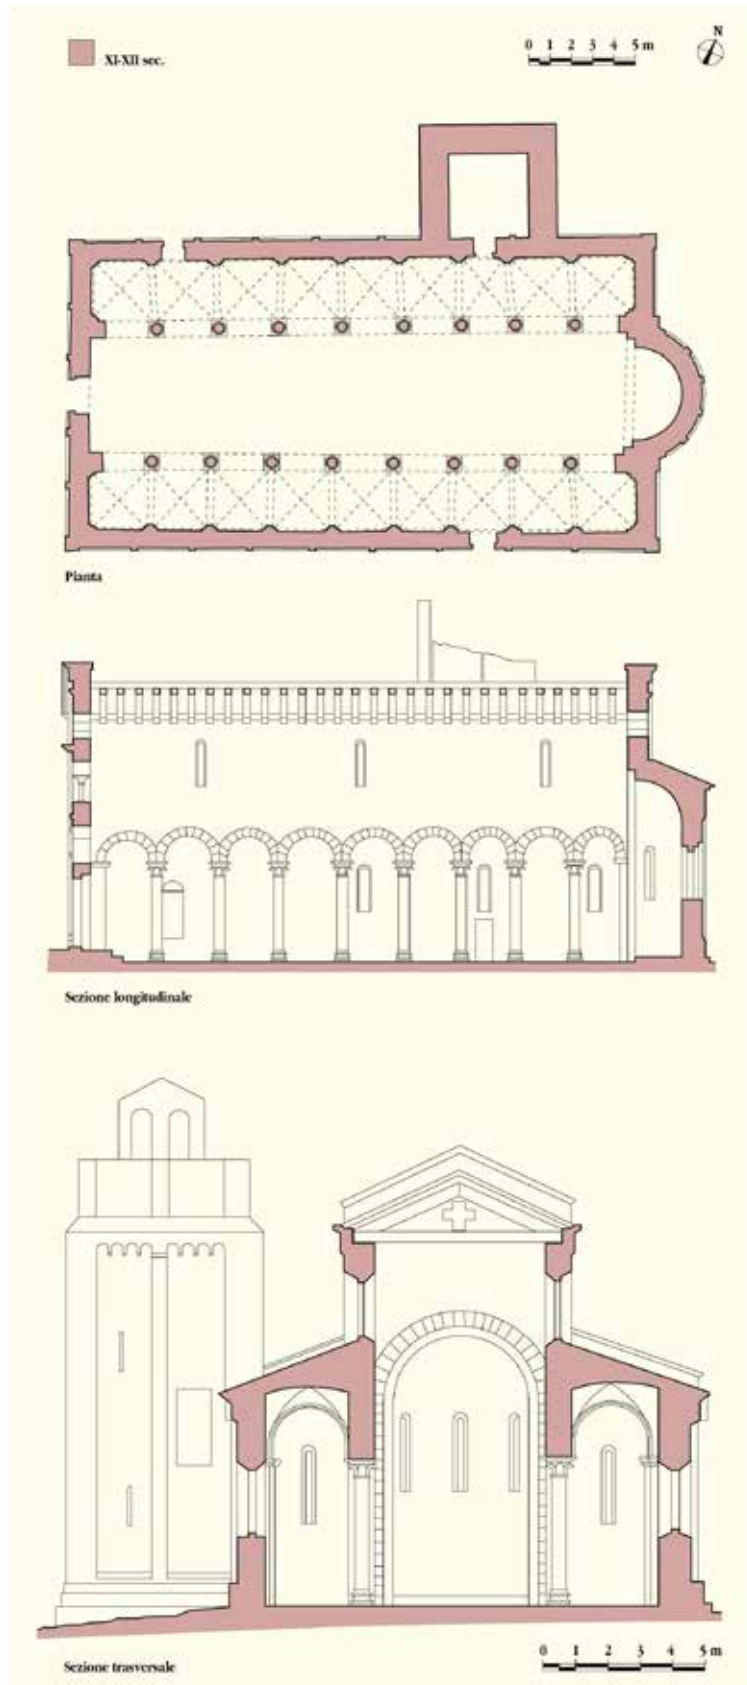 XI-XII sec.
0 1 2 3 4 5 m
N
Pianta
Sezione longitudinale
Sezione trasversale
0 1 2 3 4 5 m